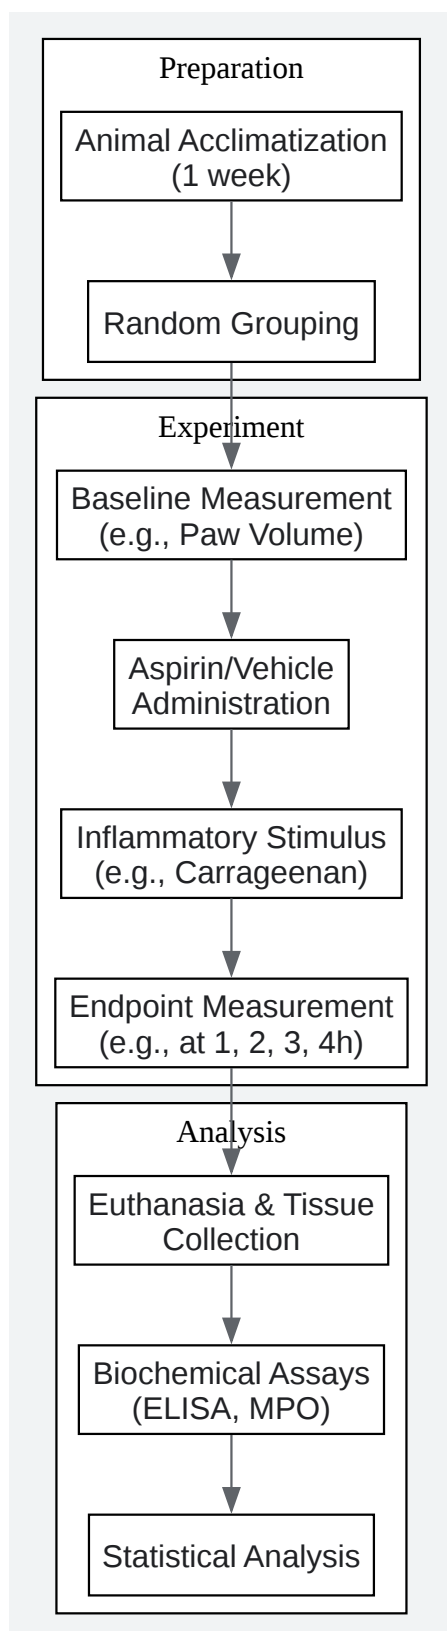 Preparation
Animal Acclimatization
(1 week)
Random Grouping
Experiment
Baseline Measurement
(e.g., Paw Volume)
Aspirin/Vehicle
Administration
Inflammatory Stimulus
(e.g., Carrageenan)
Endpoint Measurement
(e.g., at 1, 2, 3, 4h)
Analysis
Euthanasia & Tissue
Collection
Biochemical Assays
(ELISA, MPO)
Statistical Analysis